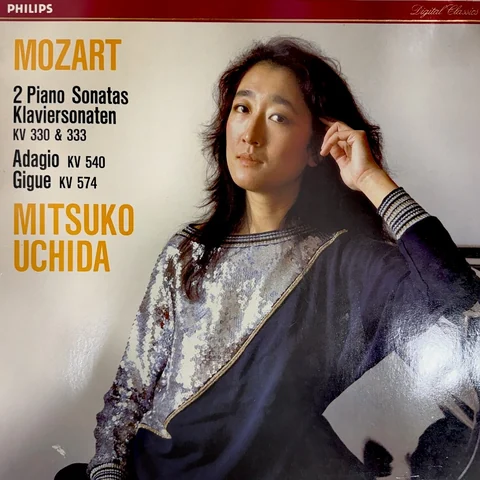 PHILIPS
Digital Classics
MOZART
2 Piano Sonatas
Klaviersonaten
KV 330 & 333
Adagio KV 540
Gigue KV 574
MITSUKO
UCHIDA